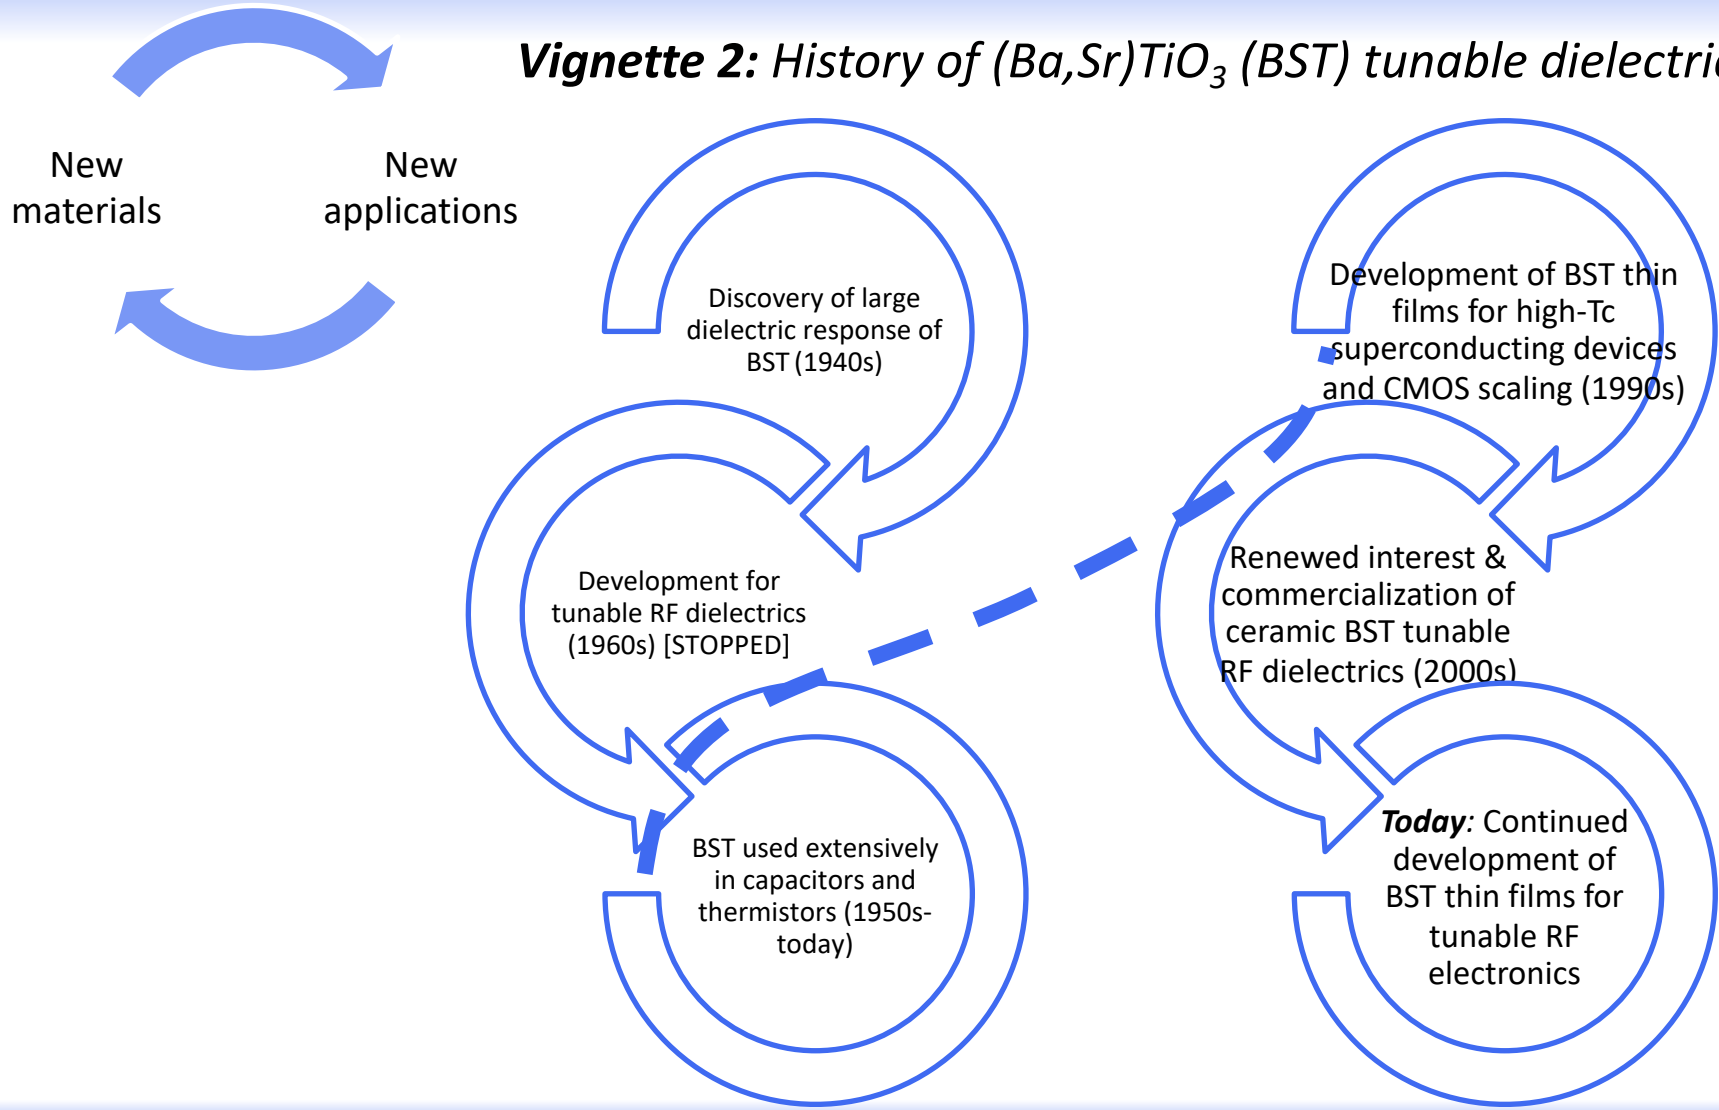 Vignette 2: History of (Ba,Sr)TiO3 (BST) tunable
New
materials
New
applications
Discovery of large
dielectric response of
BST (1940s)
Development for
tunable RF dielectrics
(1960s) [STOPPED]
BST used extensively
in capacitors and
thermistors (1950s-
today)
Development of BST thin
films for high-Tc
superconducting devices
and CMOS scaling (1990s)
Renewed interest &
commercialization of
ceramic BST tunable
RF dielectrics (2000s)
Today: Continued
development of
BST thin films for
tunable RF
electronics